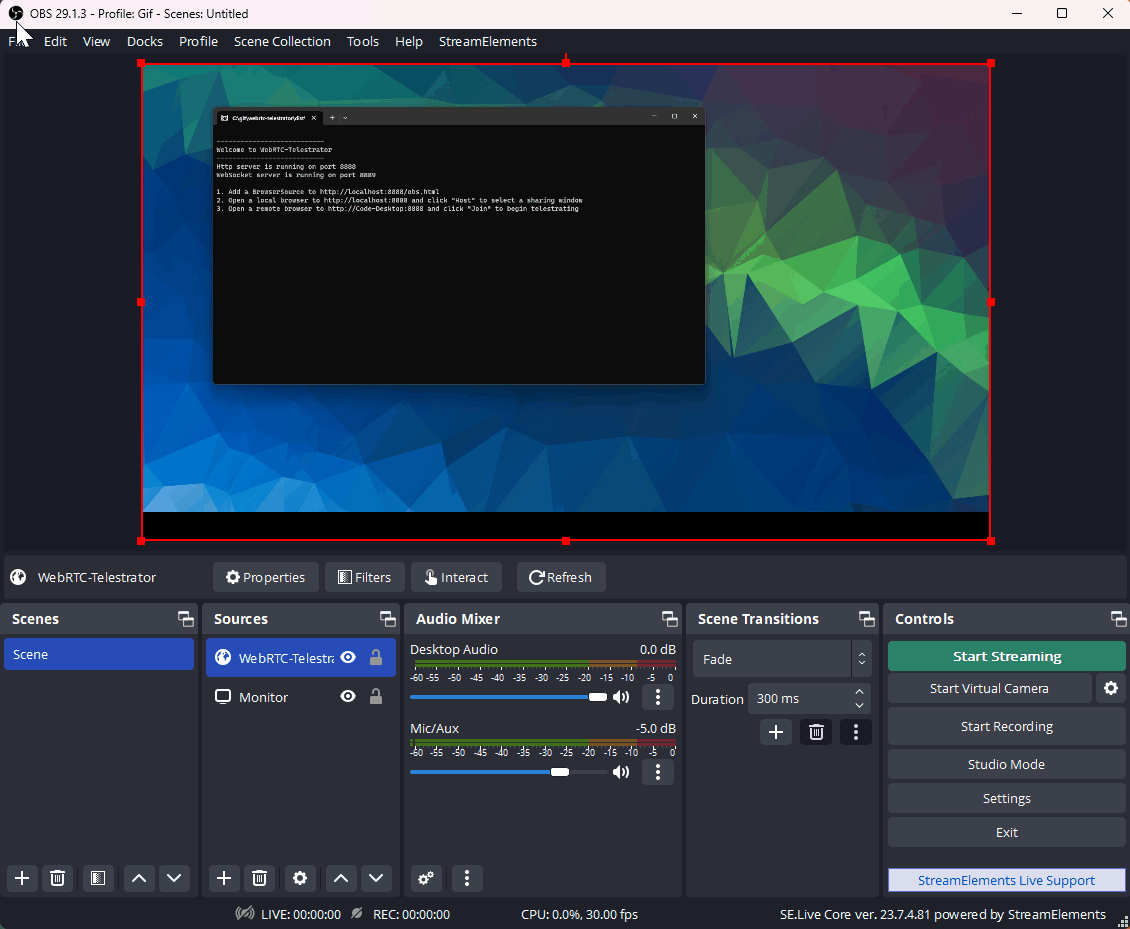 OBS 29.1.3 - Profile: Gif - Scenes: Untitled
Edit View Docks Profile Scene Collection Tools Help StreamElements
C:\git\webrtc-telestrator\dist\
Welcome to WebRTC-Telestrator
Http server is running on port 8888
WebSocket server is running on port 8889
1. Add a BrowserSource to http://localhost:8888/obs.html
2. Open a local browser to http://localhost:8888 and click "Host" to select a sharing window
3. Open a remote browser to http://Code-Desktop:8888 and click "Join" to begin telestrating
WebRTC-Telestrator Properties Filters Interact Refresh
Scenes
Scene
Sources
WebRTC-Telestra
Monitor
Audio Mixer
Desktop Audio 0.0 dB
-60 -55 -50 -45 -40 -35 -30 -25 -20 -15 -10 -5 0
Mic/Aux -5.0 dB
-60 -55 -50 -45 -40 -35 -30 -25 -20 -15 -10 -5 0
Scene Transitions
Fade
Duration 300 ms
Controls
Start Streaming
Start Virtual Camera
Start Recording
Studio Mode
Settings
Exit
StreamElements Live Support
LIVE: 00:00:00 REC: 00:00:00 CPU: 0.0%, 30.00 fps SE.Live Core ver. 23.7.4.81 powered by StreamElements